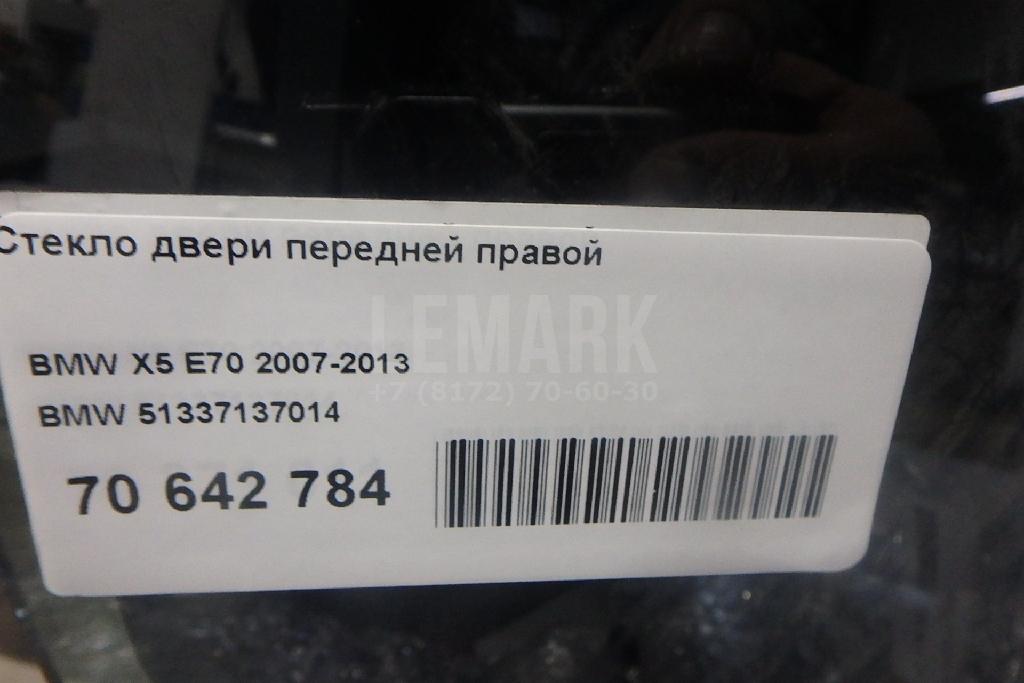 Стекло двери передней правой
LEMARK
BMW X5 E70 2007-2013
+7 (8172) 70-60-30
BMW 51337137014
70 642 784